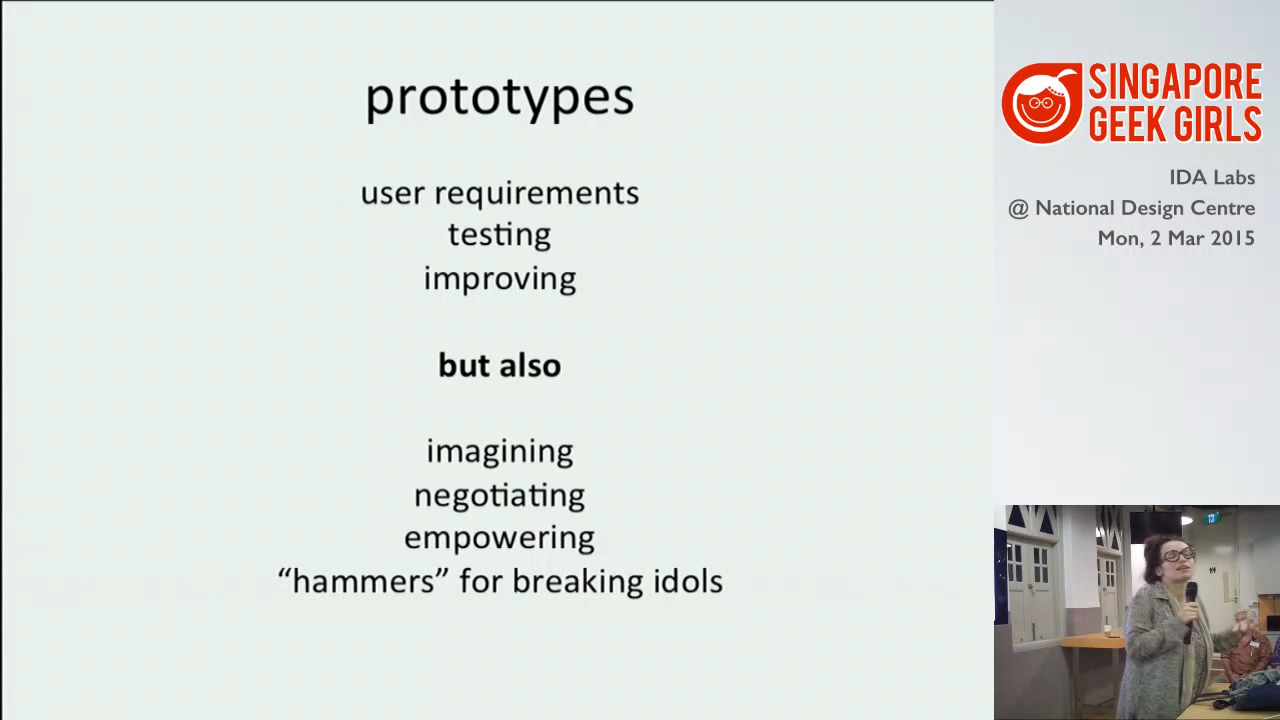 prototypes
user requirements
testing
improving
but also
imagining
negotiating
empowering
“hammers” for breaking idols
SINGAPORE
GEEK GIRLS
IDA Labs
@ National Design Centre
Mon, 2 Mar 2015